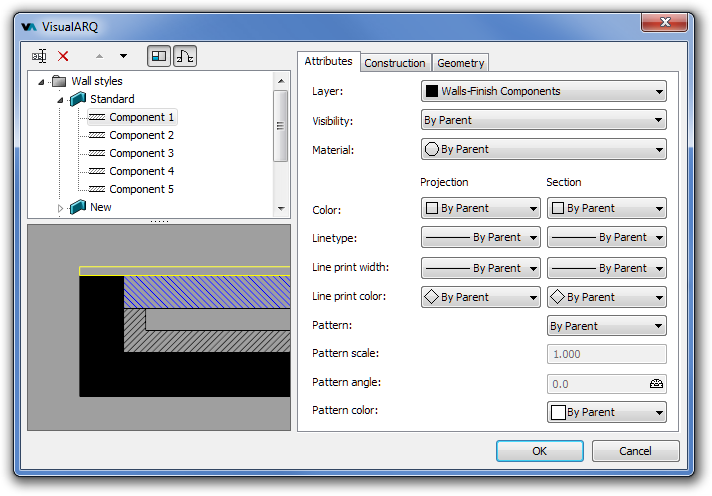 VisualARQ
Wall styles
Standard
Component 1
Component 2
Component 3
Component 4
Component 5
New
Attributes Construction Geometry
Layer: Walls-Finish Components
Visibility: By Parent
Material: By Parent
Projection Section
Color: By Parent By Parent
Linetype: By Parent By Parent
Line print width: By Parent By Parent
Line print color: By Parent By Parent
Pattern: By Parent
Pattern scale: 1.000
Pattern angle: 0.0
Pattern color: By Parent
OK Cancel